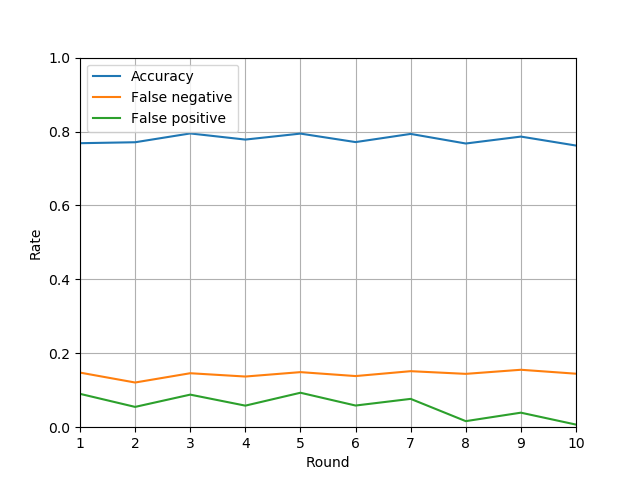 1.0
0.8
0.6
0.4
0.2
0.0
Rate
Accuracy
False negative
False positive
1 2 3 4 5 6 7 8 9 10
Round